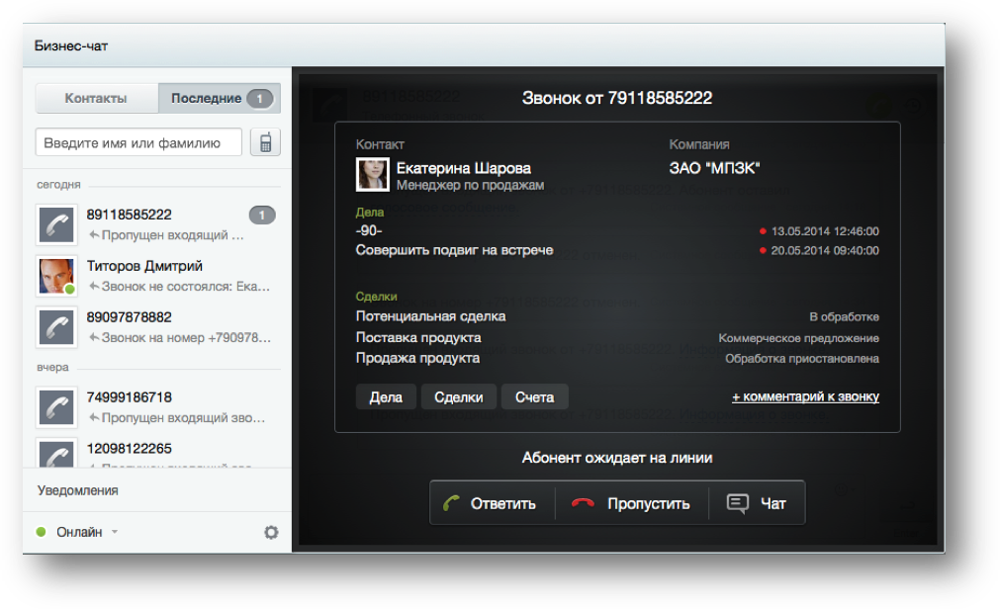 Бизнес-чат
Контакты
Последние 1
Введите имя или фамилию
сегодня
89118585222 1
Пропущен входящий ...
Титоров Дмитрий
Звонок не состоялся: Ека...
89097878882
Звонок на номер +790978...
вчера
74999186718
Пропущен входящий зво...
12098122265
Уведомления
Онлайн
Звонок от 79118585222
Контакт
Екатерина Шарова
Менеджер по продажам
Компания
ЗАО "МПЗК"
Дела
-90- 13.05.2014 12:46:00
Совершить подвиг на встрече 20.05.2014 09:40:00
Сделки
Потенциальная сделка В обработке
Поставка продукта Коммерческое предложение
Продажа продукта Обработка приостановлена
Дела Сделки Счета + комментарий к звонку
Абонент ожидает на линии
Ответить Пропустить Чат